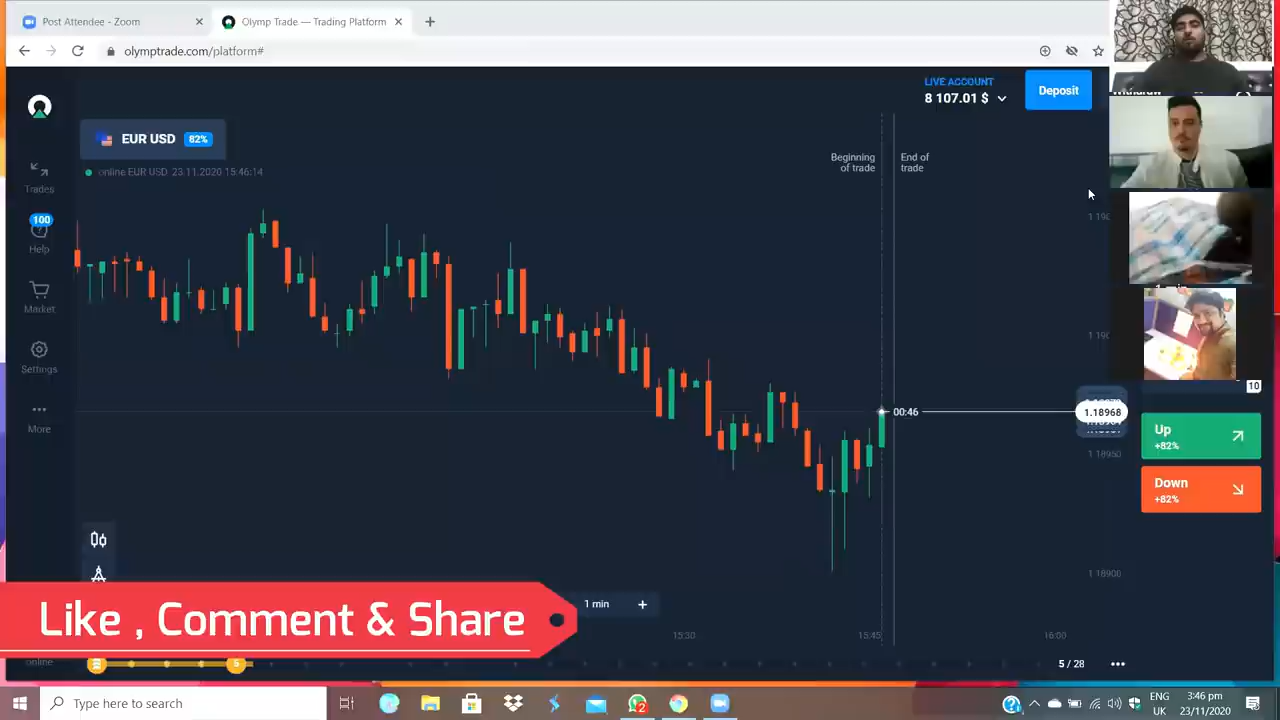 Post Attendee - Zoom
Olymp Trade — Trading Platform
olymptrade.com/platform#
LIVE ACCOUNT
8 107.01 $
Deposit
EUR USD 82%
online EUR USD 23.11.2020 15:46:14
Beginning of trade
End of trade
Trades
100
Help
Market
Settings
More
00:46
1.18968
10
Up
+82%
1.18950
Down
+82%
1.18900
1 min
Like , Comment & Share
15:30
15:45
16:00
online
5
5 / 28
Type here to search
2
ENG
UK
3:46 pm
23/11/2020